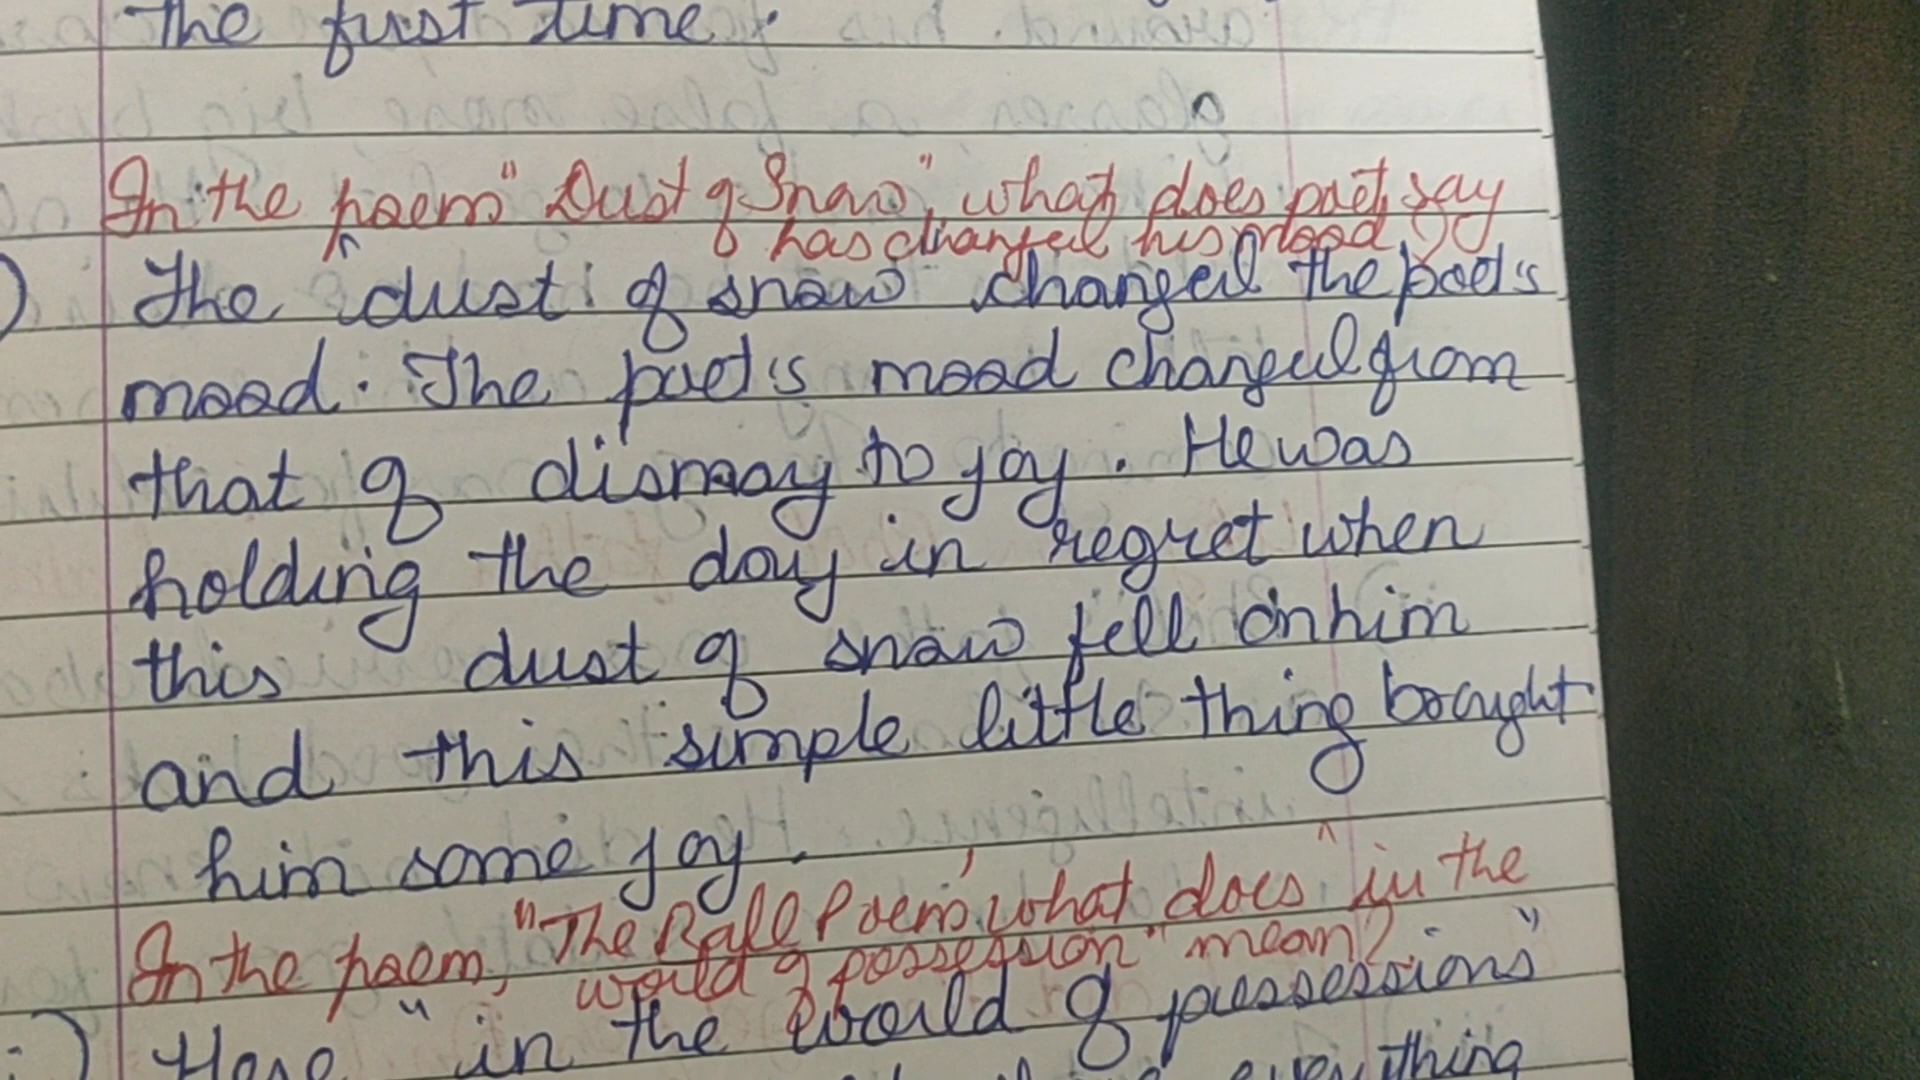 the first time.
In the poem "Dust of Snow", what does poet say
has changed his mood?
The "dust of snow" changed the poet's
mood. The poet's mood changed from
that of dismay to joy. He was
holding the day in regret when
this dust of snow fell on him
and this simple little thing bought
him some joy.
In the poem, "The Ball Poem", what does "in the
world of possession" mean?
Here "in the world of possessions"
everything